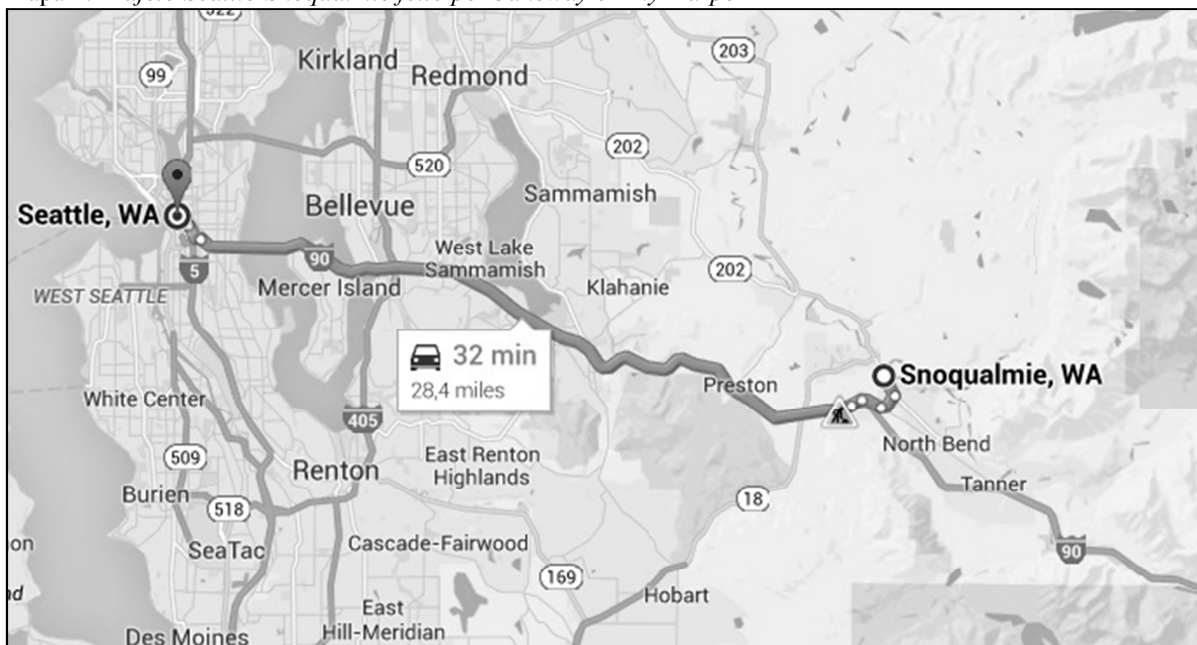 522
99
Kirkland
Redmond
203
202
520
Sammamish
Seattle, WA
Bellevue
West Lake
Sammamish
202
90
5
Mercer Island
WEST SEATTLE
Klahanie
32 min
28,4 miles
Preston
Snoqualmie, WA
White Center
405
East Renton
Highlands
North Bend
509
Renton
Tanner
Burien
518
18
SeaTac
Cascade-Fairwood
90
169
Hobart
East
Hill-Meridian
Des Moines